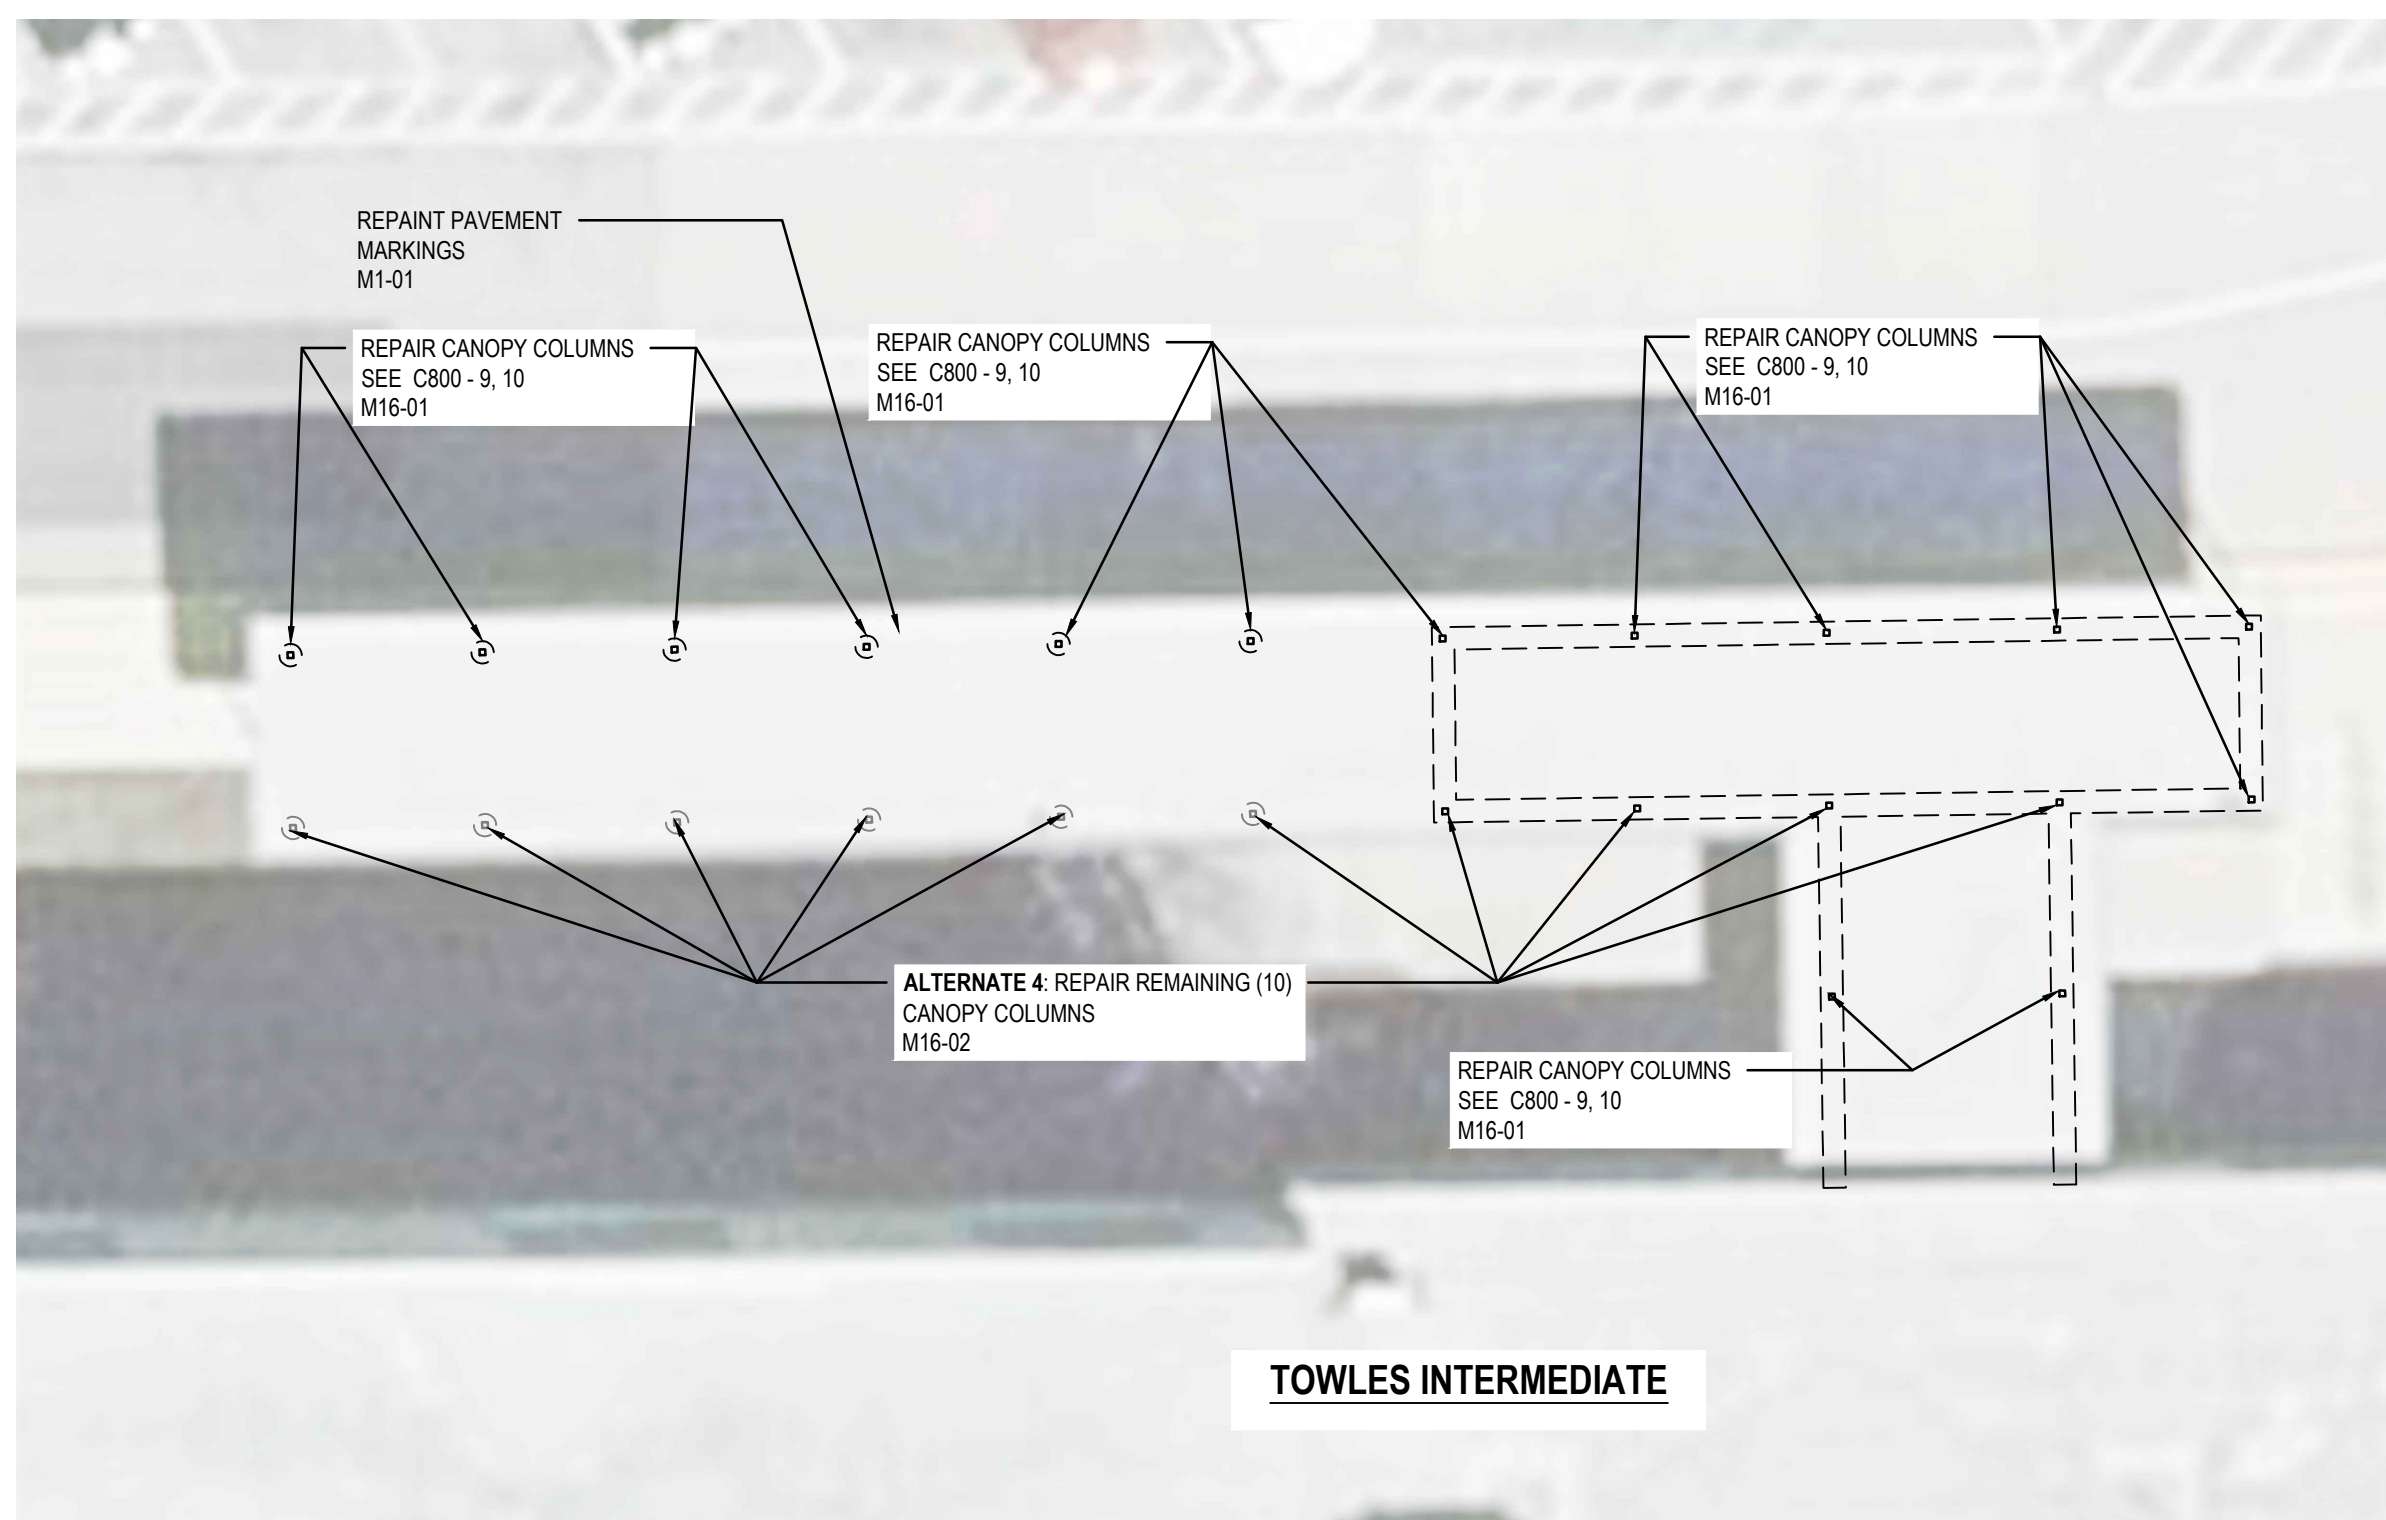 REPAINT PAVEMENT
MARKINGS
M1-01
REPAIR CANOPY COLUMNS
SEE C800 - 9, 10
M16-01
REPAIR CANOPY COLUMNS
SEE C800 - 9, 10
M16-01
REPAIR CANOPY COLUMNS
SEE C800 - 9, 10
M16-01
ALTERNATE 4: REPAIR REMAINING (10)
CANOPY COLUMNS
M16-02
REPAIR CANOPY COLUMNS
SEE C800 - 9, 10
M16-01
TOWLES INTERMEDIATE